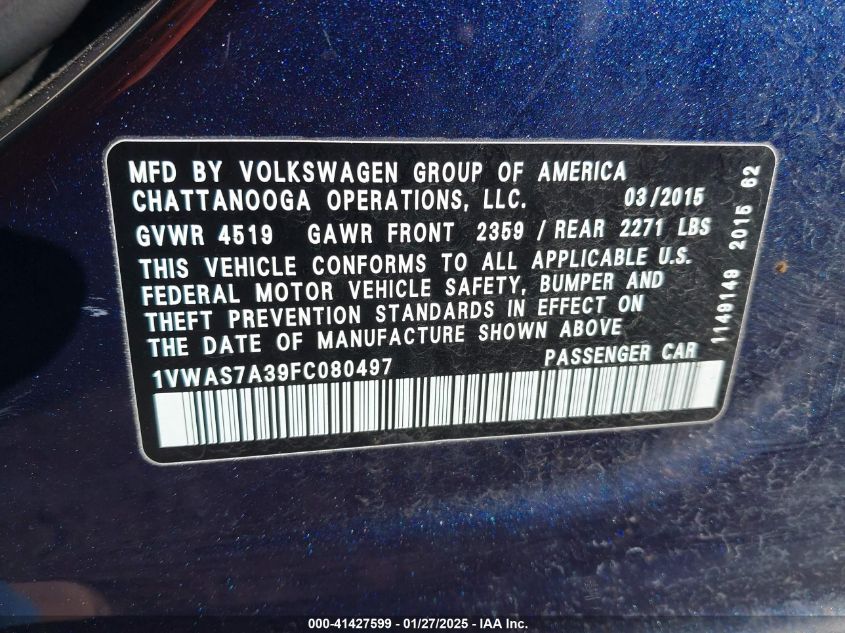 MFD BY VOLKSWAGEN GROUP OF AMERICA
CHATTANOOGA OPERATIONS, LLC. 03/2015
GVWR 4519 GAWR FRONT 2359 / REAR 2271 LBS
THIS VEHICLE CONFORMS TO ALL APPLICABLE U.S.
FEDERAL MOTOR VEHICLE SAFETY, BUMPER AND
THEFT PREVENTION STANDARDS IN EFFECT ON
THE DATE OF MANUFACTURE SHOWN ABOVE
1VWAS7A39FC080497 PASSENGER CAR
1149149 2015 62
000-41427599 - 01/27/2025 - IAA Inc.